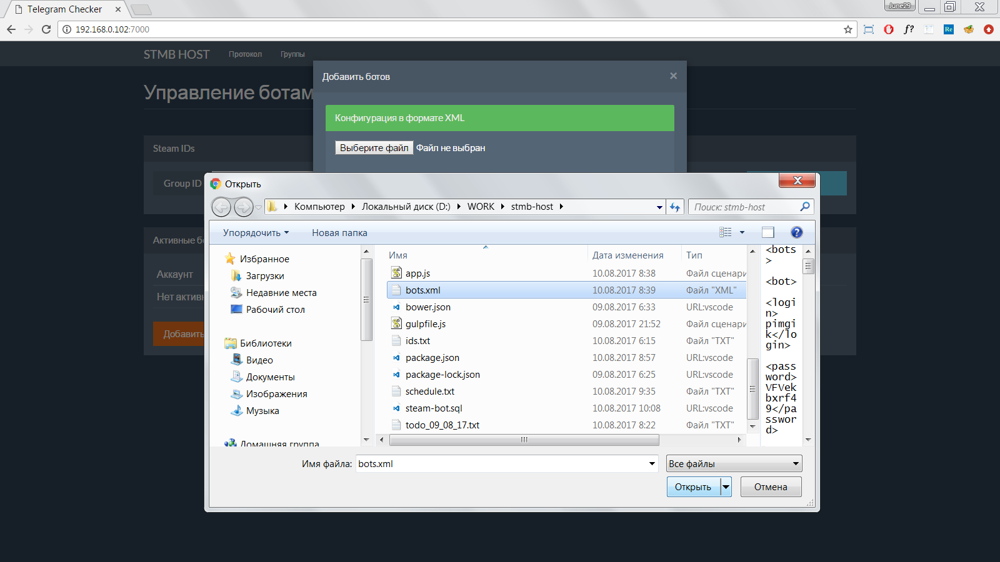 Telegram Checker
June29
192.168.0.102:7000
f?
Re
STMB HOST Протокол Группы
Добавить ботов
Управление ботам
Конфигурация в формате XML
Выберите файл Файл не выбран
Steam IDs
Group ID
Активные бо
Аккаунт
Нет активн
Добавить
Открыть
Компьютер Локальный диск (D:) WORK stmb-host
Поиск: stmb-host
Упорядочить Новая папка
Избранное
Загрузки
Недавние места
Рабочий стол
Библиотеки
Видео
Документы
Изображения
Музыка
Домашняя группа
Имя Дата изменения Тип
app.js 10.08.2017 8:38 Файл сценари
bots.xml 10.08.2017 8:39 Файл "XML"
bower.json 09.08.2017 6:33 URL:vscode
gulpfile.js 09.08.2017 21:52 Файл сценари
ids.txt 10.08.2017 6:15 Файл "TXT"
package.json 10.08.2017 8:57 URL:vscode
package-lock.json 09.08.2017 6:25 URL:vscode
schedule.txt 10.08.2017 9:35 Файл "TXT"
steam-bot.sql 10.08.2017 10:08 URL:vscode
todo_09_08_17.txt 10.08.2017 8:22 Файл "TXT"
<bots
>
<bot>
<logi
n>
pimgi
k</lo
gin>
<pass
word>
VFVek
bxrf4
9</pa
sswor
d>
Имя файла: bots.xml Все файлы
Открыть Отмена